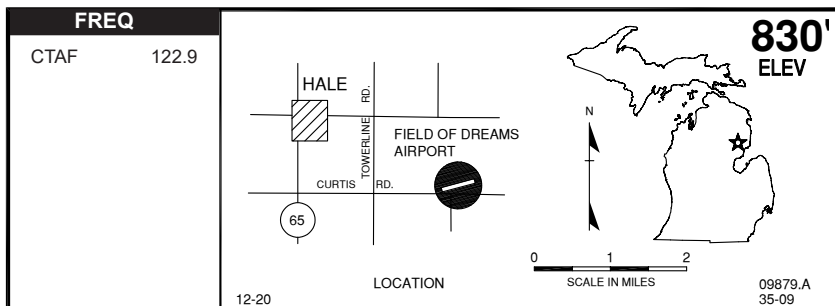 FREQ
CTAF 122.9
830'
ELEV
HALE
TOWERLINE RD.
FIELD OF DREAMS
AIRPORT
CURTIS RD.
65
N
0 1 2
SCALE IN MILES
LOCATION
12-20
09879.A
35-09